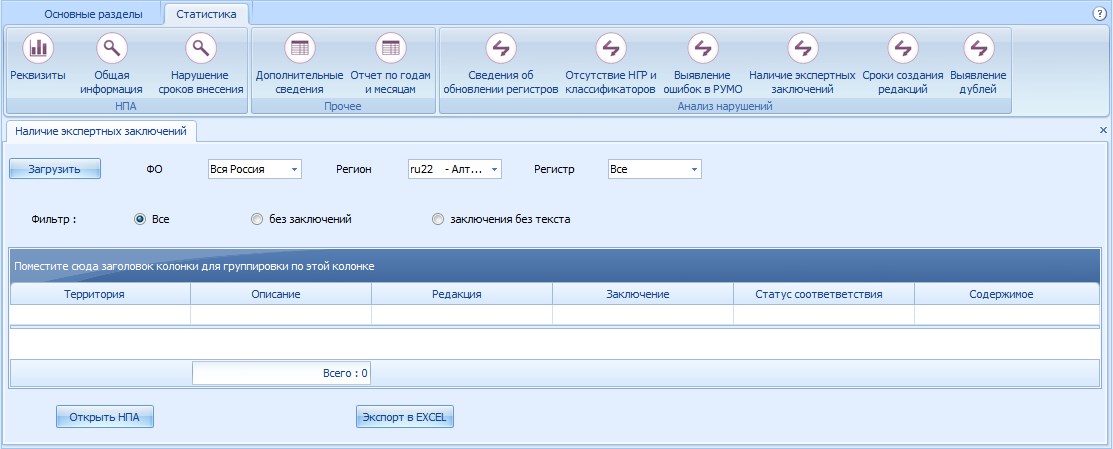 Основные разделы Статистика ?
Реквизиты Общая информация Нарушение сроков внесения Дополнительные сведения Отчет по годам и месяцам Сведения об обновлении регистров Отсутствие НГР и классификаторов Выявление ошибок в РУМО Наличие экспертных заключений Сроки создания редакций Выявление дублей
НПА Прочее Анализ нарушений
Наличие экспертных заключений
Загрузить ФО Вся Россия Регион ru22 - Алт... Регистр Все
Фильтр : Все без заключений заключения без текста
Поместите сюда заголовок колонки для группировки по этой колонке
Территория Описание Редакция Заключение Статус соответветствия Содержимое
Всего : 0
Открыть НПА Экспорт в EXCEL